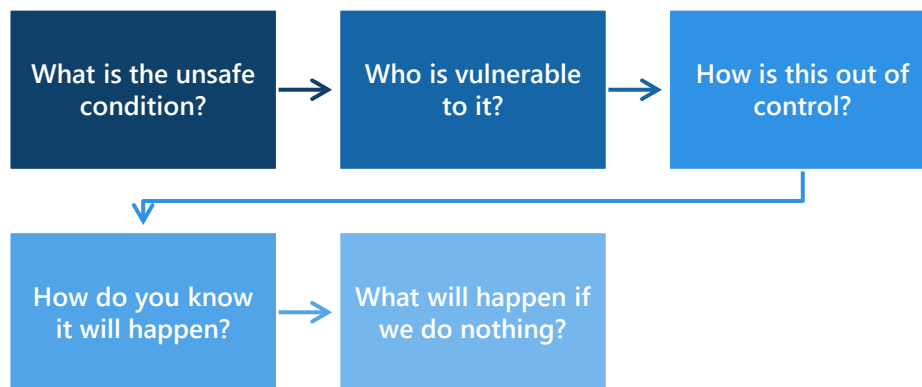 What is the unsafe
condition?
Who is vulnerable
to it?
How is this out of
control?
How do you know
it will happen?
What will happen if
we do nothing?